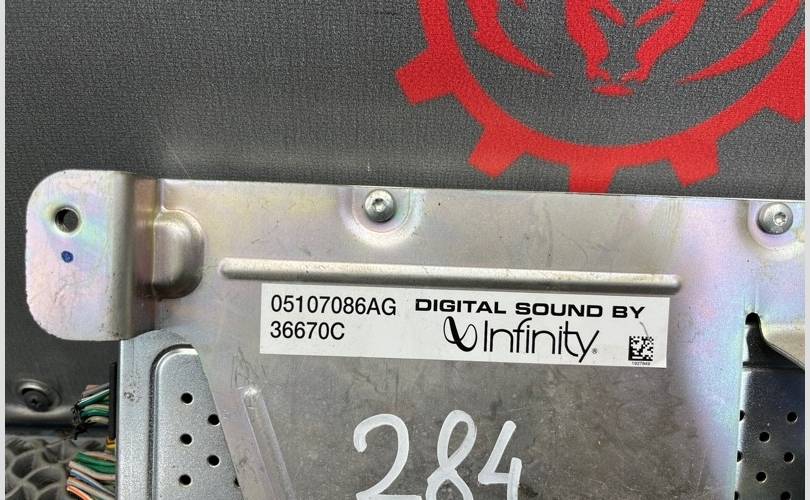 05107086AG DIGITAL SOUND BY
36670C Infinity
284